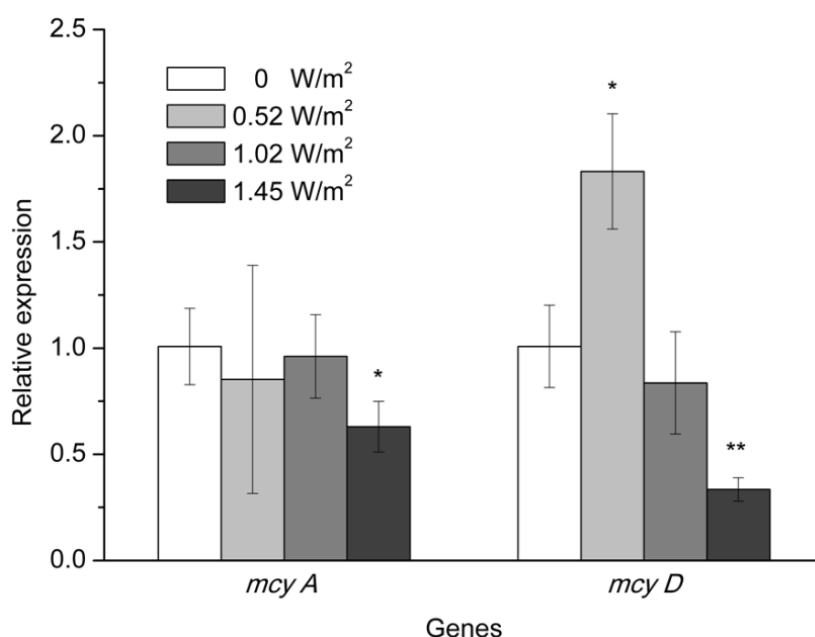 2.5
2.0
1.5
1.0
0.5
0.0
Relative expression
0 W/m²
0.52 W/m²
1.02 W/m²
1.45 W/m²
*
*
**
mcy A
mcy D
Genes